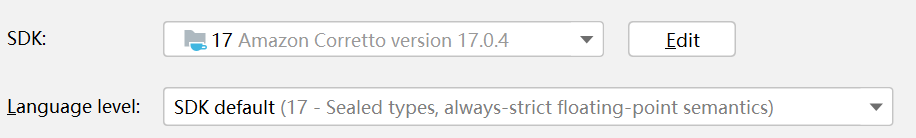 SDK: 17 Amazon Corretto version 17.0.4 Edit
Language level: SDK default (17 - Sealed types, always-strict floating-point semantics)